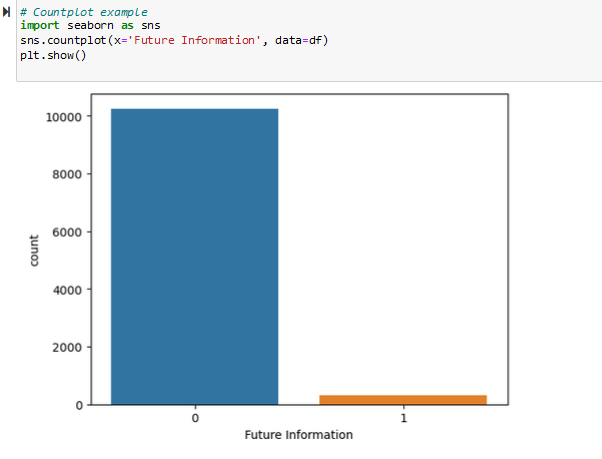 # Countplot example
import seaborn as sns
sns.countplot(x='Future Information', data=df)
plt.show()
10000
8000
6000
4000
2000
0
count
0 1
Future Information